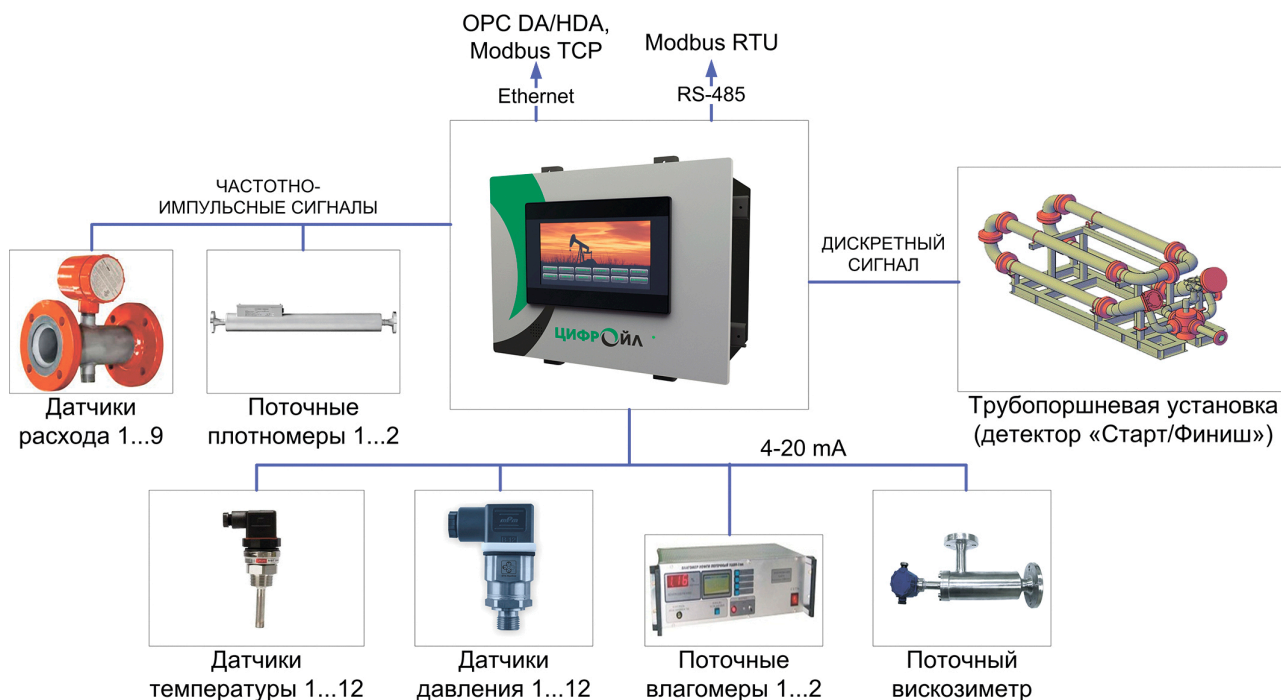 OPC DA/HDA,
Modbus TCP
Modbus RTU
Ethernet
RS-485
ЧАСТОТНО-
ИМПУЛЬСНЫЕ СИГНАЛЫ
ДИСКРЕТНЫЙ
СИГНАЛ
ЦИФРОЙЛ
Датчики
расхода 1...9
Поточные
плотномеры 1...2
Трубопоршневая установка
(детектор «Старт/Финиш»)
4-20 mA
Датчики
температуры 1...12
Датчики
давления 1...12
Поточные
влагомеры 1...2
Поточный
вискозиметр